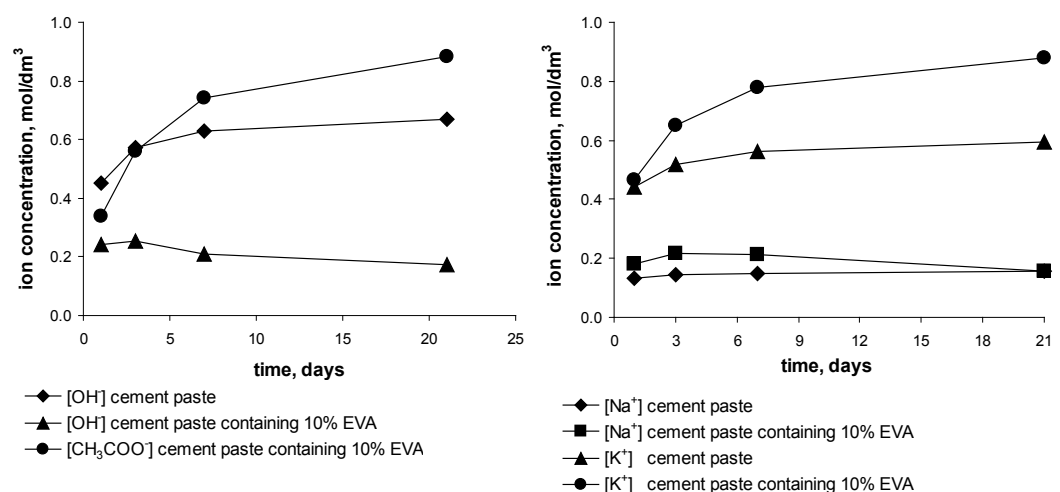 ion concentration, mol/dm³
1.0
0.8
0.6
0.4
0.2
0.0
0 5 10 15 20 25
time, days
[OH⁻] cement paste
[OH⁻] cement paste containing 10% EVA
[CH₃COO⁻] cement paste containing 10% EVA
ion concentration, mol/dm³
1.0
0.8
0.6
0.4
0.2
0.0
0 3 6 9 12 15 18 21
time, days
[Na⁺] cement paste
[Na⁺] cement paste containing 10% EVA
[K⁺] cement paste
[K⁺] cement paste containing 10% EVA